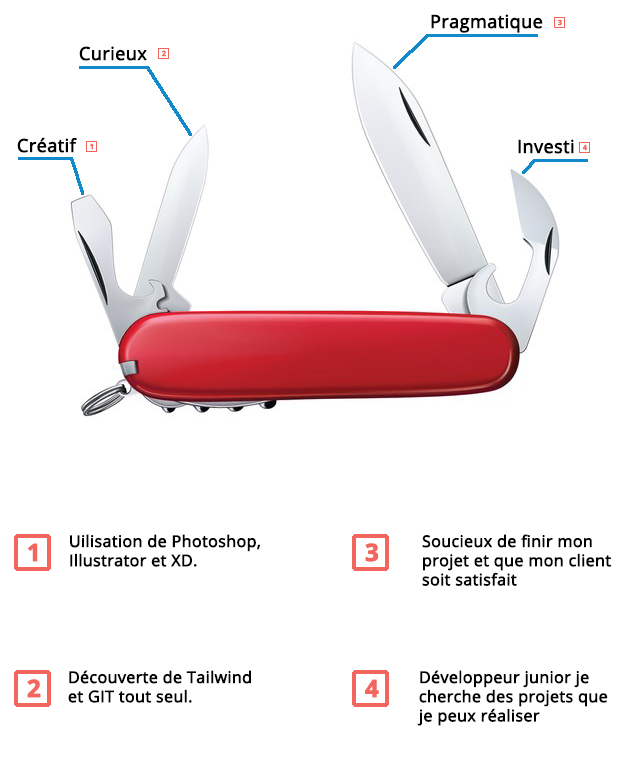 Pragmatique 3
Curieux 2
Créatif 1
Investi 4
1
Uilisation de Photoshop,
Illustrator et XD.
3
Soucieux de finir mon
projet et que mon client
soit satisfait
2
Découverte de Tailwind
et GIT tout seul.
4
Développeur junior je
cherche des projets que
je peux réaliser